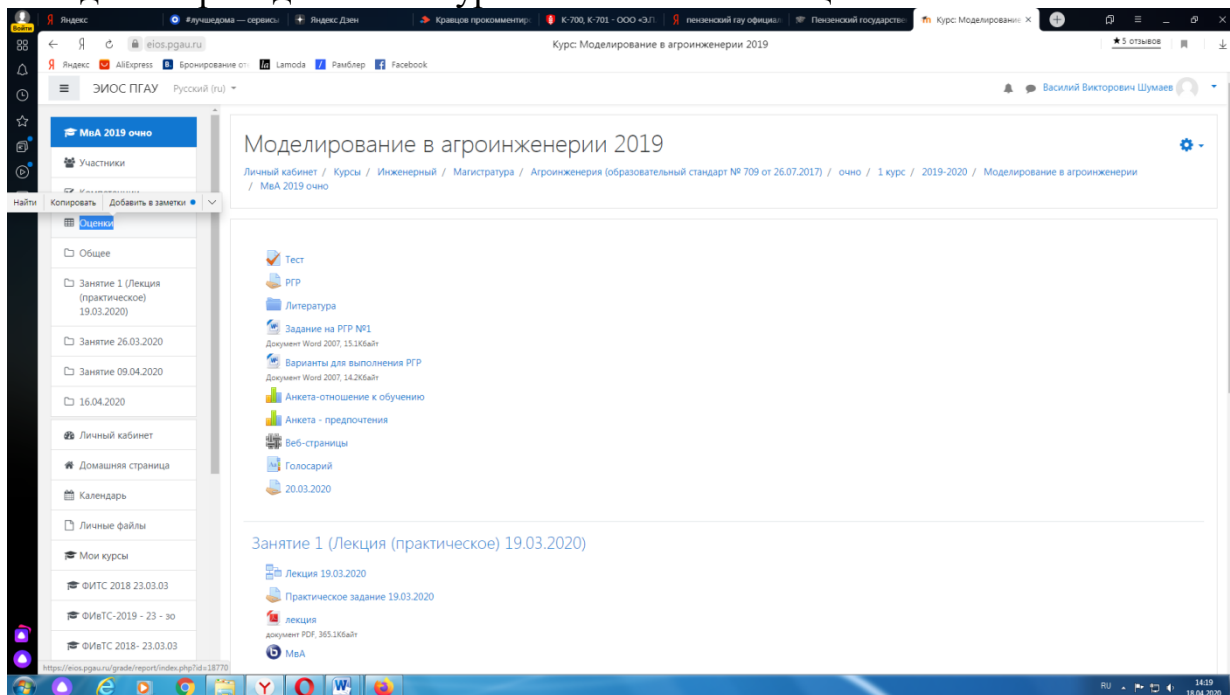 Войти
Яндекс
#лучшедома — сервисы
Яндекс Дзен
Кравцов прокомментир
К-700, К-701 - ООО «Э.П.
пензенский гау официал
Пензенский государстве
Курс: Моделирование
eios.pgau.ru
Курс: Моделирование в агроинженерии 2019
★ 5 отзывов
Яндекс
AliExpress
Бронирование от
Lamoda
Рамблер
Facebook
ЭИОС ПГАУ
Русский (ru)
Василий Викторович Шумаев
МвА 2019 очно
Участники
Найти
Копировать
Добавить в заметки
Оценки
Общее
Занятие 1 (Лекция
(практическое)
19.03.2020)
Занятие 26.03.2020
Занятие 09.04.2020
16.04.2020
Личный кабинет
Домашняя страница
Календарь
Личные файлы
Мои курсы
ФИТС 2018 23.03.03
ФИвТС-2019 - 23 - зо
ФИвТС 2018- 23.03.03
Моделирование в агроинженерии 2019
Личный кабинет / Курсы / Инженерный / Магистратура / Агроинженерия (образовательный стандарт № 709 от 26.07.2017) / очно / 1 курс / 2019-2020 / Моделирование в агроинженерии
/ МвА 2019 очно
Тест
РГР
Литература
Задание на РГР №1
Документ Word 2007, 15.1Кбайт
Варианты для выполнения РГР
Документ Word 2007, 14.2Кбайт
Анкета-отношение к обучению
Анкета - предпочтения
Веб-страницы
Голосарий
20.03.2020
Занятие 1 (Лекция (практическое) 19.03.2020)
Лекция 19.03.2020
Практическое задание 19.03.2020
лекция
документ PDF, 365.1Кбайт
МвА
https://eios.pgau.ru/grade/report/index.php?id=18770
RU
14:19
18.04.2020